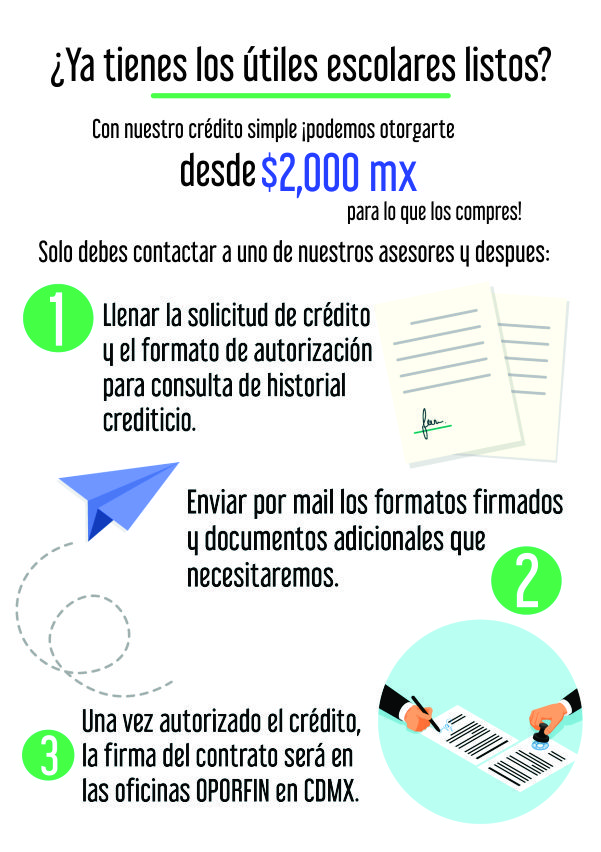 ¿Ya tienes los útiles escolares listos?
Con nuestro crédito simple ¡podemos otorgarte
desde $2,000 mx
para lo que los compres!
Solo debes contactar a uno de nuestros asesores y despues:
1
Llenar la solicitud de crédito
y el formato de autorización
para consulta de historial
crediticio.
Enviar por mail los formatos firmados
y documentos adicionales que
necesitaremos.
2
3
Una vez autorizado el crédito,
la firma del contrato será en
las oficinas OPORFIN en CDMX.